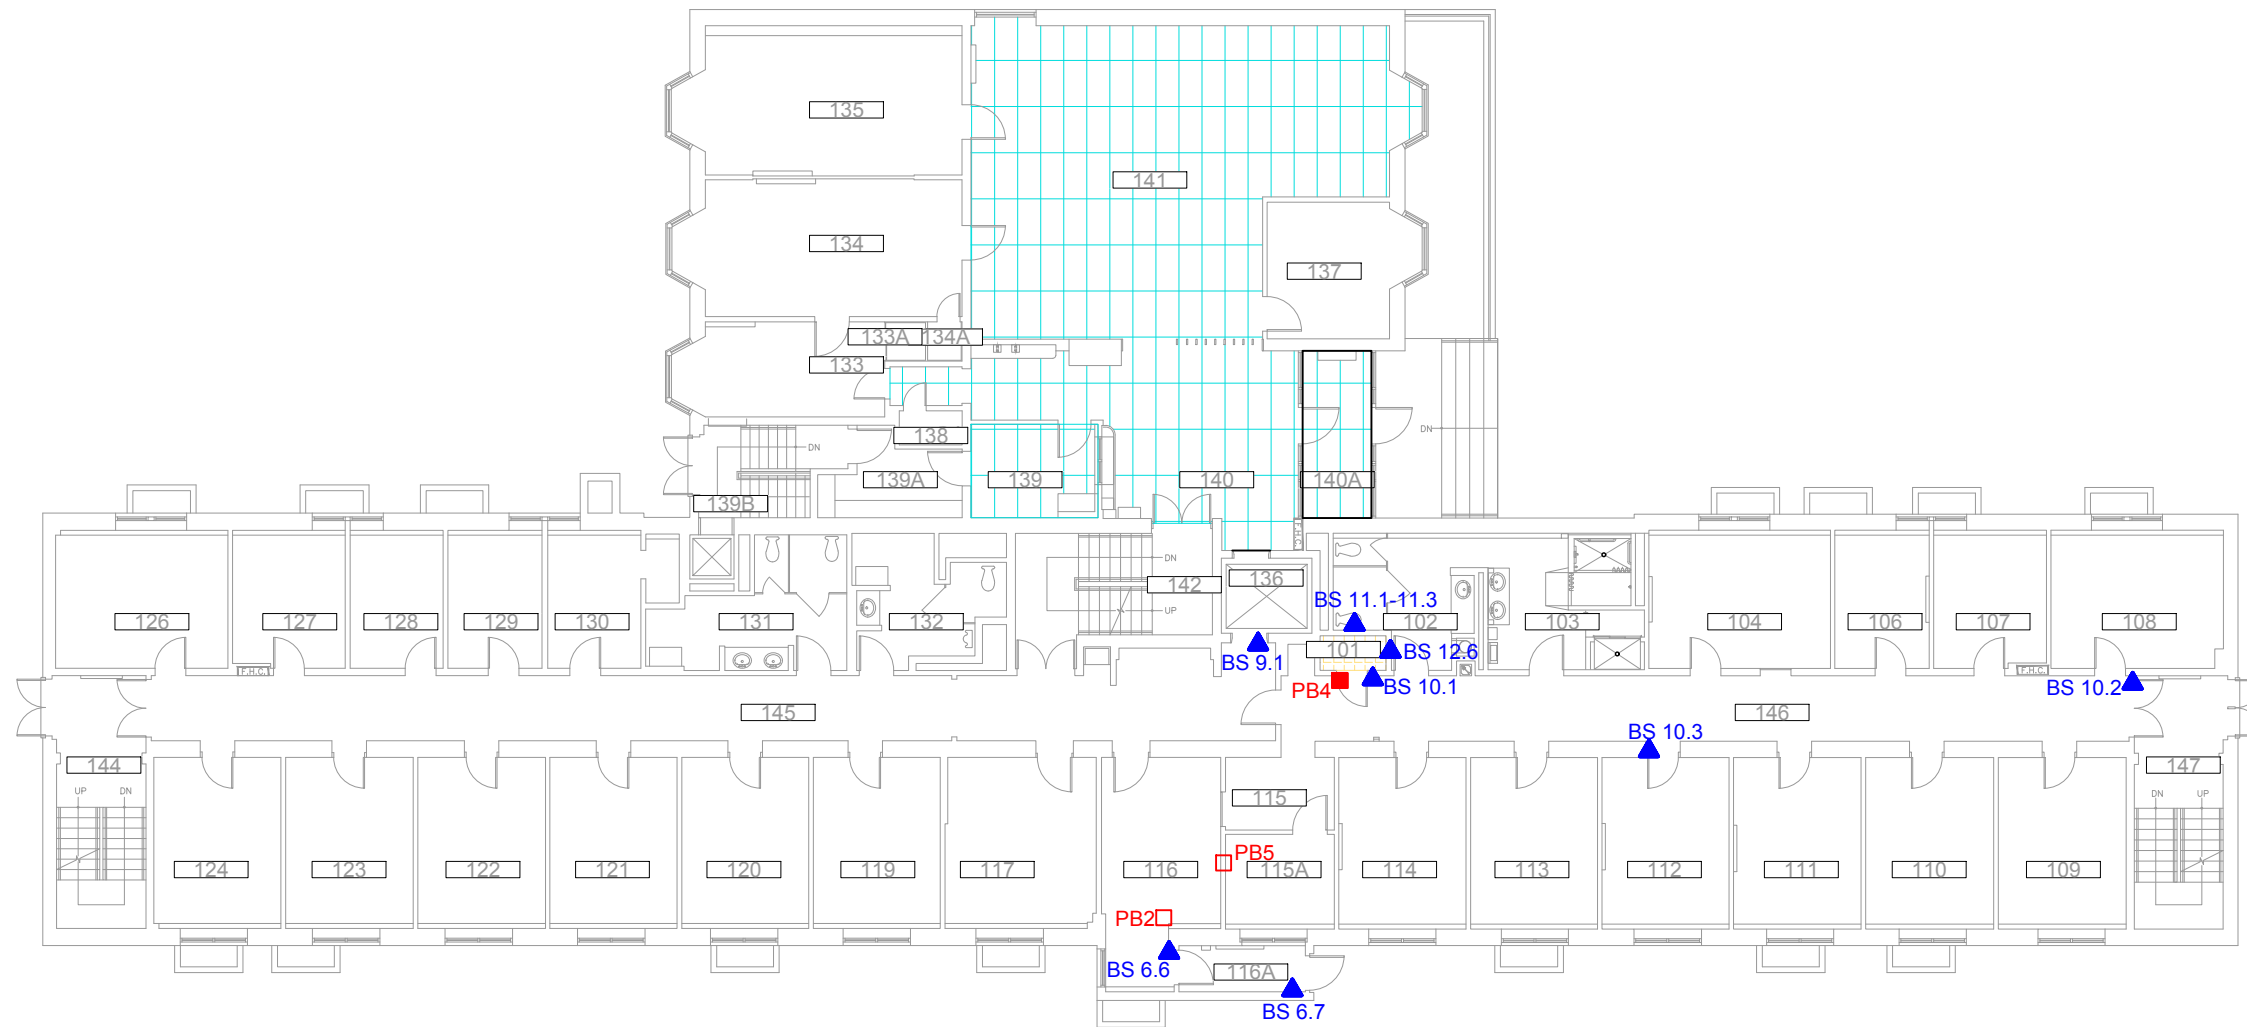 135
141
134
137
133A
134A
133
138
DN
DN
139A
139
140
140A
139B
F.H.C.
DN
136
142
UP
BS 11.1-11.3
126
127
128
129
130
131
132
102
103
104
106
107
108
101
BS 12.6
BS 9.1
F.H.C.
F.H.C.
PB4
BS 10.1
BS 10.2
145
146
BS 10.3
144
147
UP
DN
115
DN
UP
PB5
124
123
122
121
120
119
117
116
115A
114
113
112
111
110
109
PB2
BS 6.6
116A
BS 6.7